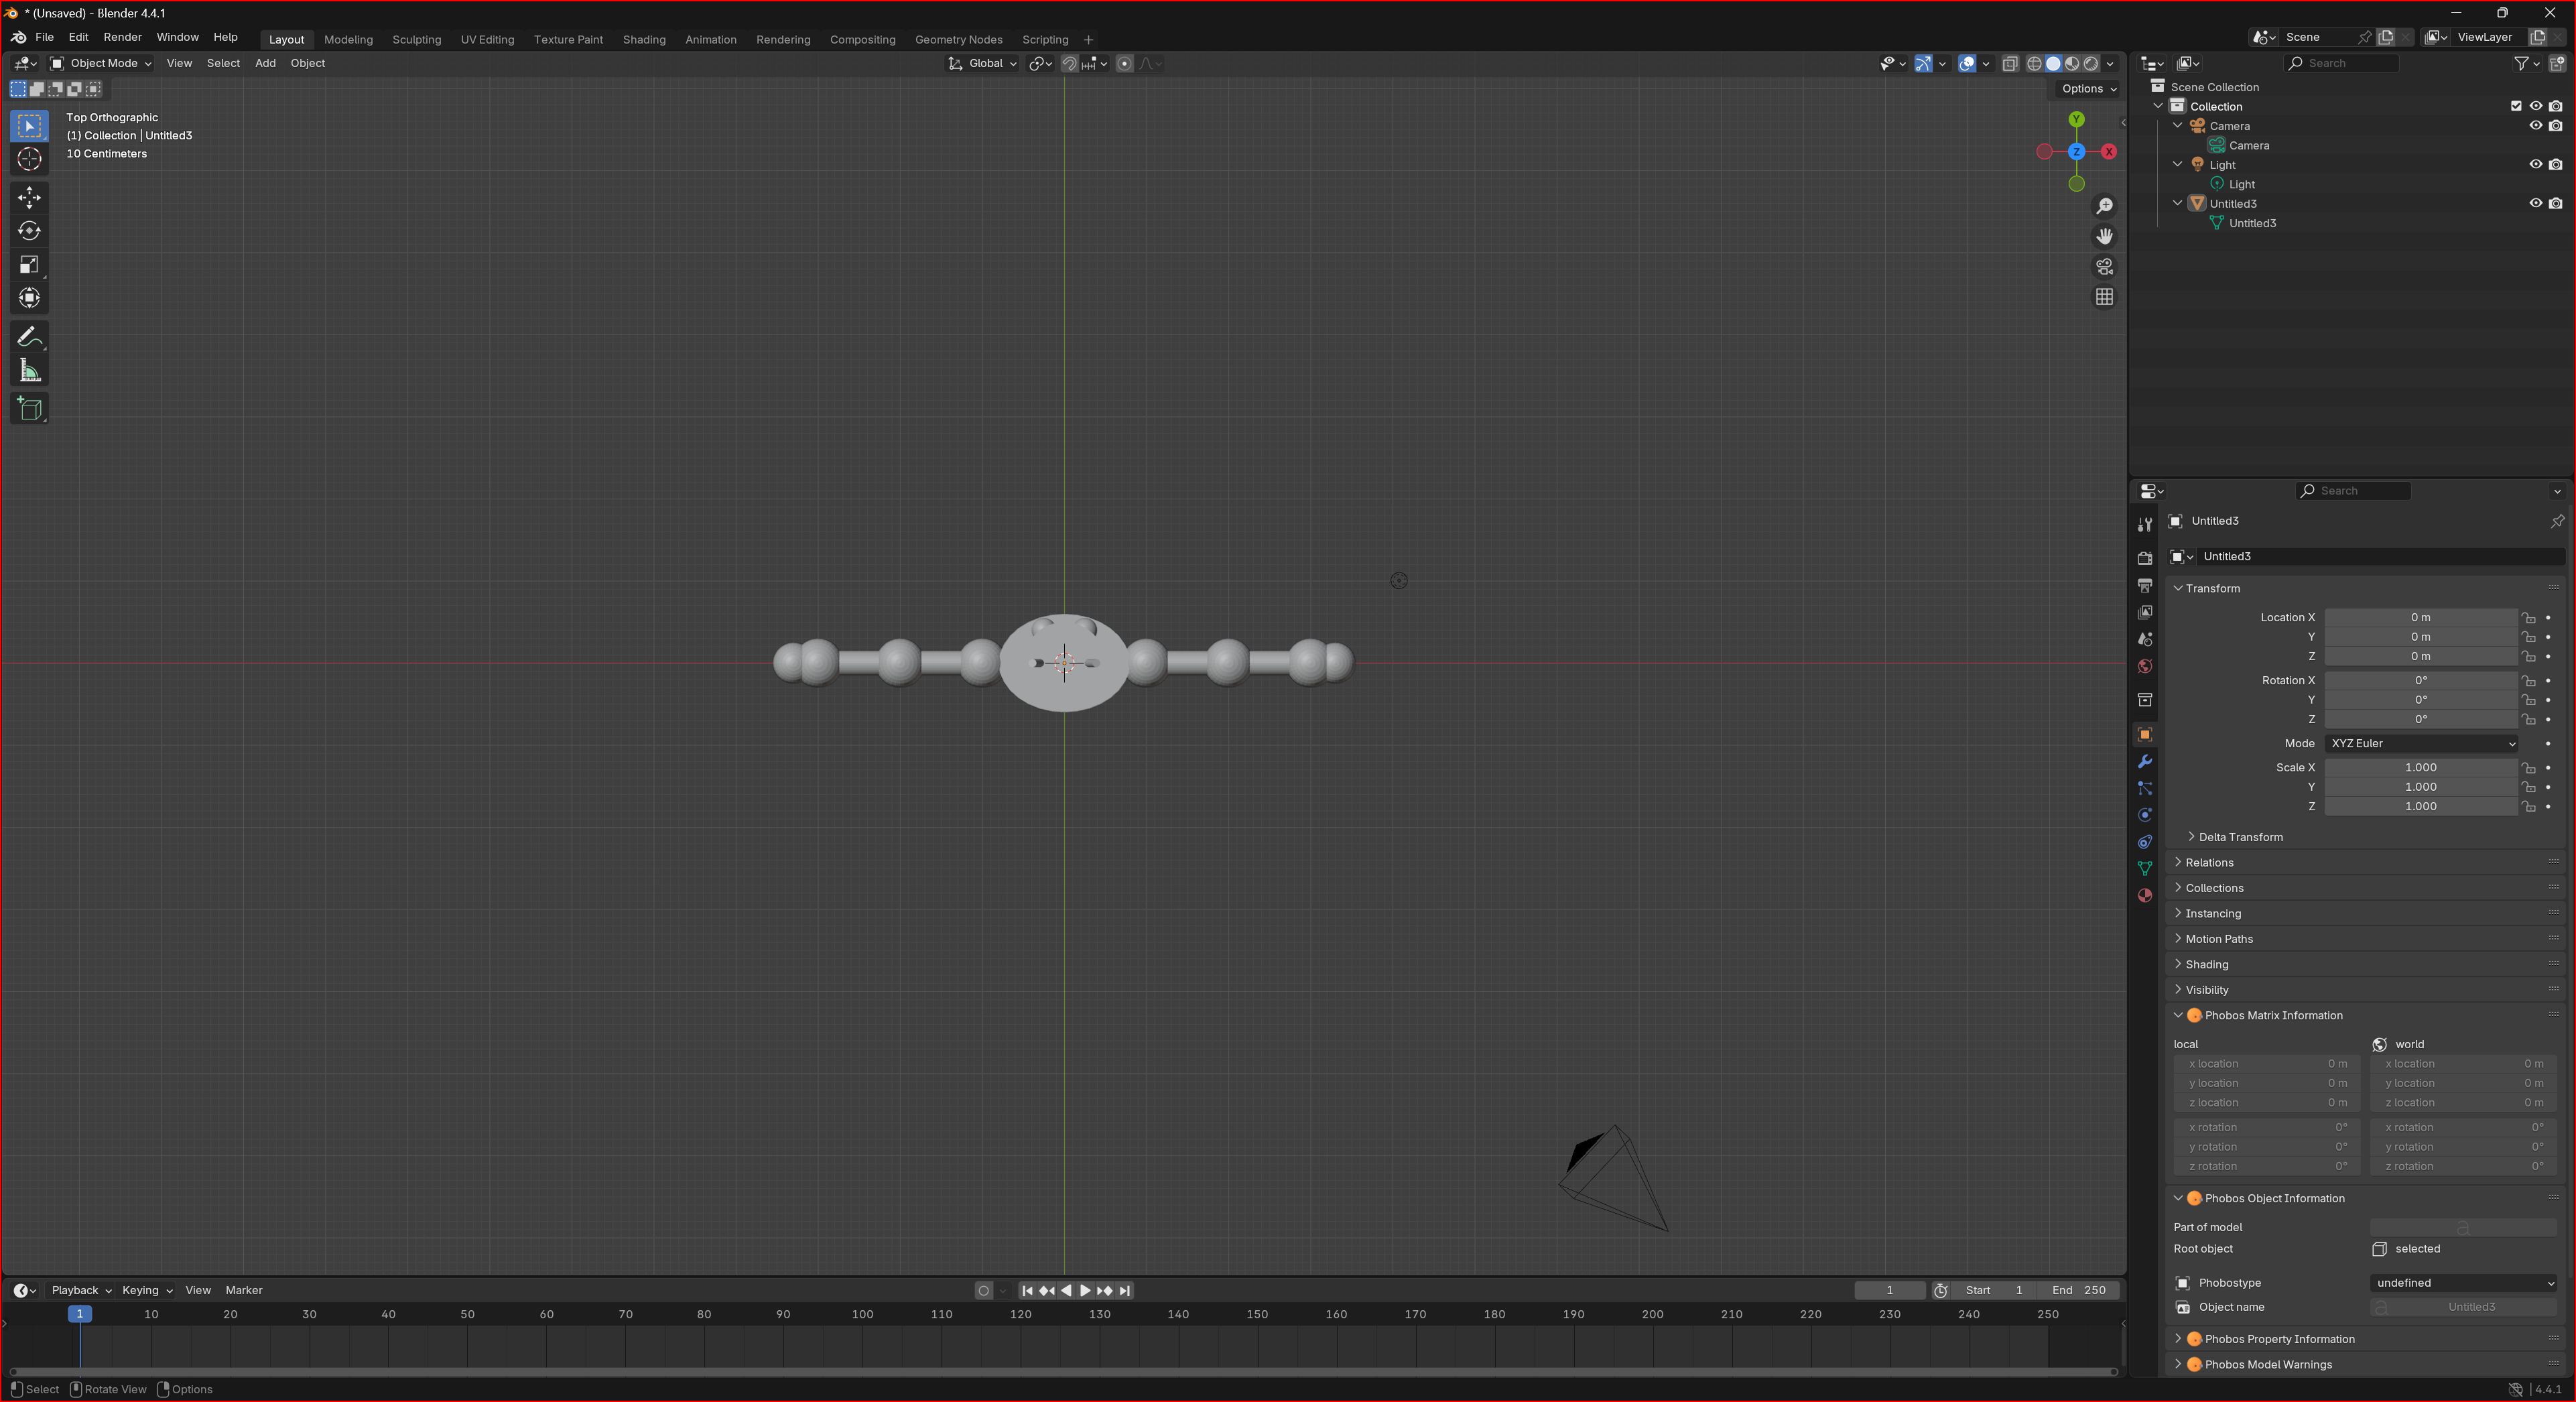 * (Unsaved) - Blender 4.4.1
File Edit Render Window Help Layout Modeling Sculpting UV Editing Texture Paint Shading Animation Rendering Compositing Geometry Nodes Scripting + Scene ViewLayer
Object Mode View Select Add Object Global Search
Options
Top Orthographic
(1) Collection | Untitled3
10 Centimeters
Y
Z X
Scene Collection
Collection
Camera
Camera
Light
Light
Untitled3
Untitled3
Search
Untitled3
Untitled3
Transform
Location X 0 m
Y 0 m
Z 0 m
Rotation X 0°
Y 0°
Z 0°
Mode XYZ Euler
Scale X 1.000
Y 1.000
Z 1.000
Delta Transform
Relations
Collections
Instancing
Motion Paths
Shading
Visibility
Phobos Matrix Information
local world
x location 0 m x location 0 m
y location 0 m y location 0 m
z location 0 m z location 0 m
x rotation 0° x rotation 0°
y rotation 0° y rotation 0°
z rotation 0° z rotation 0°
Phobos Object Information
Part of model
Root object selected
Phobostype undefined
Object name Untitled3
Phobos Property Information
Phobos Model Warnings
Playback Keying View Marker 1 Start 1 End 250
1 10 20 30 40 50 60 70 80 90 100 110 120 130 140 150 160 170 180 190 200 210 220 230 240 250
Select Rotate View Options 4.4.1